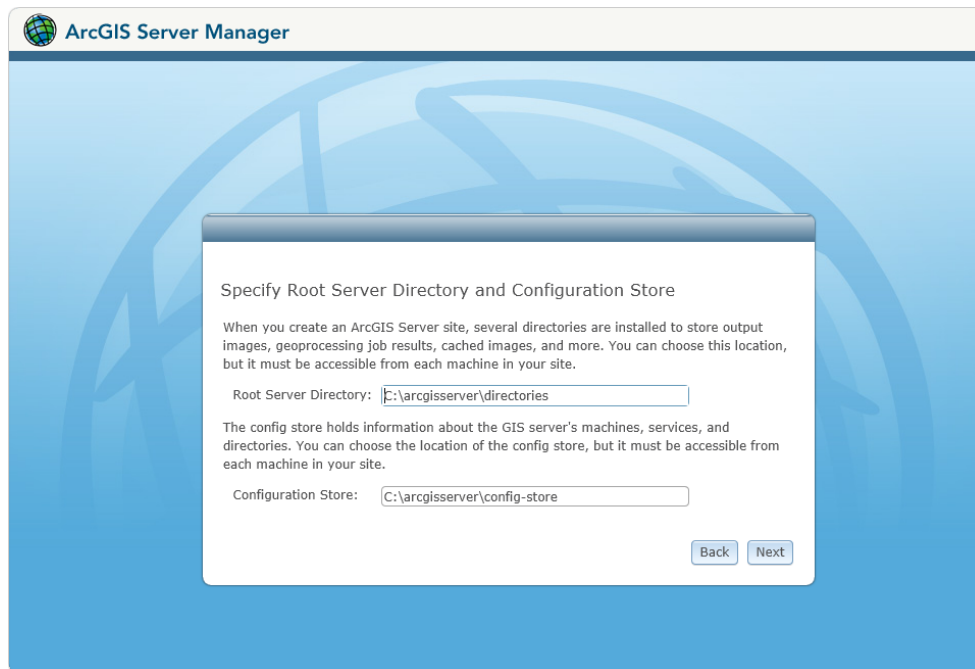 ArcGIS Server Manager
Specify Root Server Directory and Configuration Store
When you create an ArcGIS Server site, several directories are installed to store output
images, geoprocessing job results, cached images, and more. You can choose this location,
but it must be accessible from each machine in your site.
Root Server Directory: C:\arcgisserver\directories
The config store holds information about the GIS server's machines, services, and
directories. You can choose the location of the config store, but it must be accessible from
each machine in your site.
Configuration Store: C:\arcgisserver\config-store
Back Next